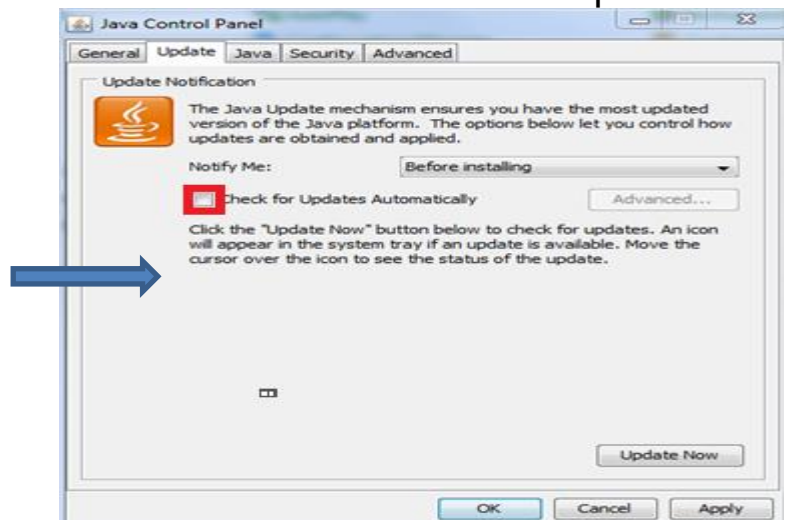 Java Control Panel
General Update Java Security Advanced
Update Notification
The Java Update mechanism ensures you have the most updated
version of the Java platform. The options below let you control how
updates are obtained and applied.
Notify Me: Before installing
Check for Updates Automatically Advanced...
Click the "Update Now" button below to check for updates. An icon
will appear in the system tray if an update is available. Move the
cursor over the icon to see the status of the update.
Update Now
OK Cancel Apply